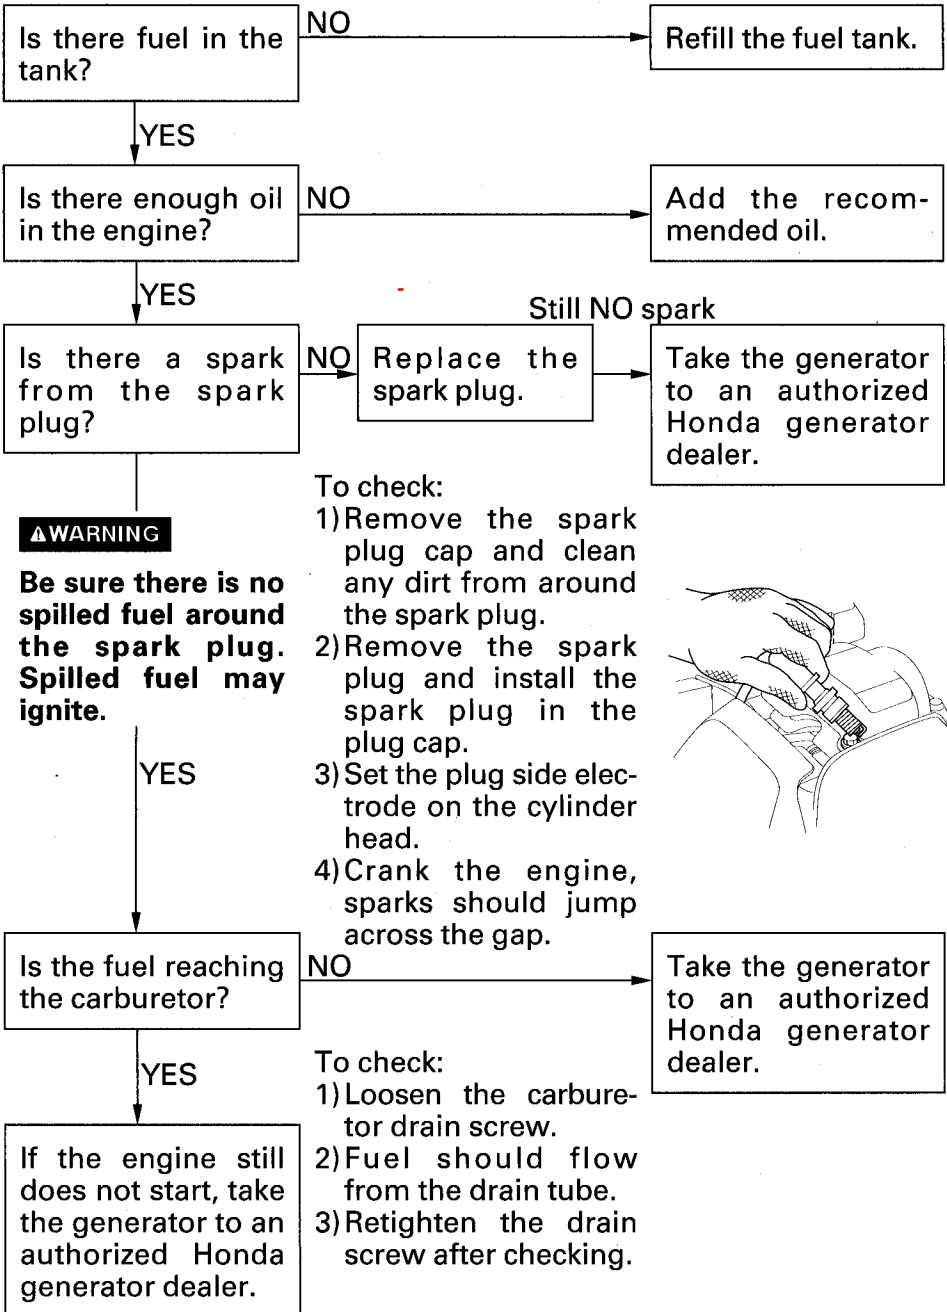 Is there fuel in the
tank?
NO
Refill the fuel tank.
YES
Is there enough oil
in the engine?
NO
Add the recom-
mended oil.
YES
Still NO spark
Is there a spark
from the spark
plug?
NO
Replace the
spark plug.
Take the generator
to an authorized
Honda generator
dealer.
WARNING
Be sure there is no
spilled fuel around
the spark plug.
Spilled fuel may
ignite.
To check:
1) Remove the spark
plug cap and clean
any dirt from around
the spark plug.
2) Remove the spark
plug and install the
spark plug in the
plug cap.
3) Set the plug side elec-
trode on the cylinder
head.
4) Crank the engine,
sparks should jump
across the gap.
YES
Is the fuel reaching
the carburetor?
NO
Take the generator
to an authorized
Honda generator
dealer.
YES
To check:
1) Loosen the carbure-
tor drain screw.
2) Fuel should flow
from the drain tube.
3) Retighten the drain
screw after checking.
If the engine still
does not start, take
the generator to an
authorized Honda
generator dealer.